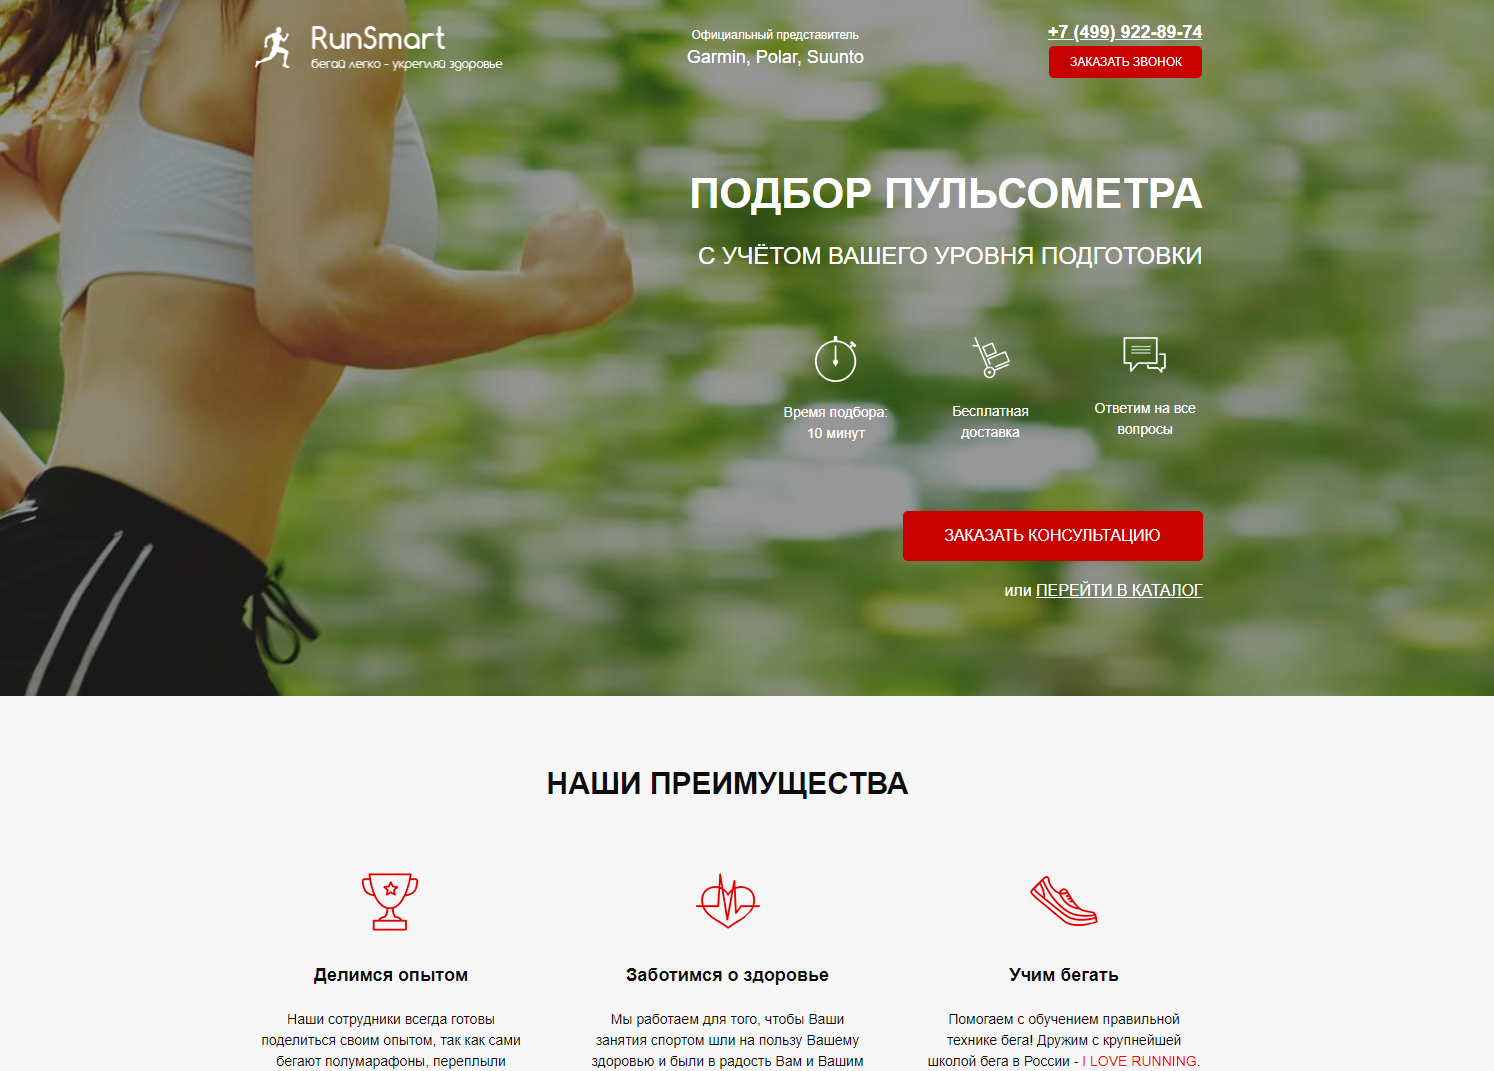 RunSmart
бегай легко - укрепляй здоровье
Официальный представитель
Garmin, Polar, Suunto
+7 (499) 922-89-74
ЗАКАЗАТЬ ЗВОНОК
ПОДБОР ПУЛЬСОМЕТРА
С УЧЁТОМ ВАШЕГО УРОВНЯ ПОДГОТОВКИ
Время подбора:
10 минут
Бесплатная
доставка
Ответим на все
вопросы
ЗАКАЗАТЬ КОНСУЛЬТАЦИЮ
или ПЕРЕЙТИ В КАТАЛОГ
НАШИ ПРЕИМУЩЕСТВА
Делимся опытом
Наши сотрудники всегда готовы
поделиться своим опытом, так как сами
бегают полумарафоны, переплыли
Заботимся о здоровье
Мы работаем для того, чтобы Ваши
занятия спортом шли на пользу Вашему
здоровью и были в радость Вам и Вашим
Учим бегать
Помогаем с обучением правильной
технике бега! Дружим с крупнейшей
школой бега в России - I LOVE RUNNING.